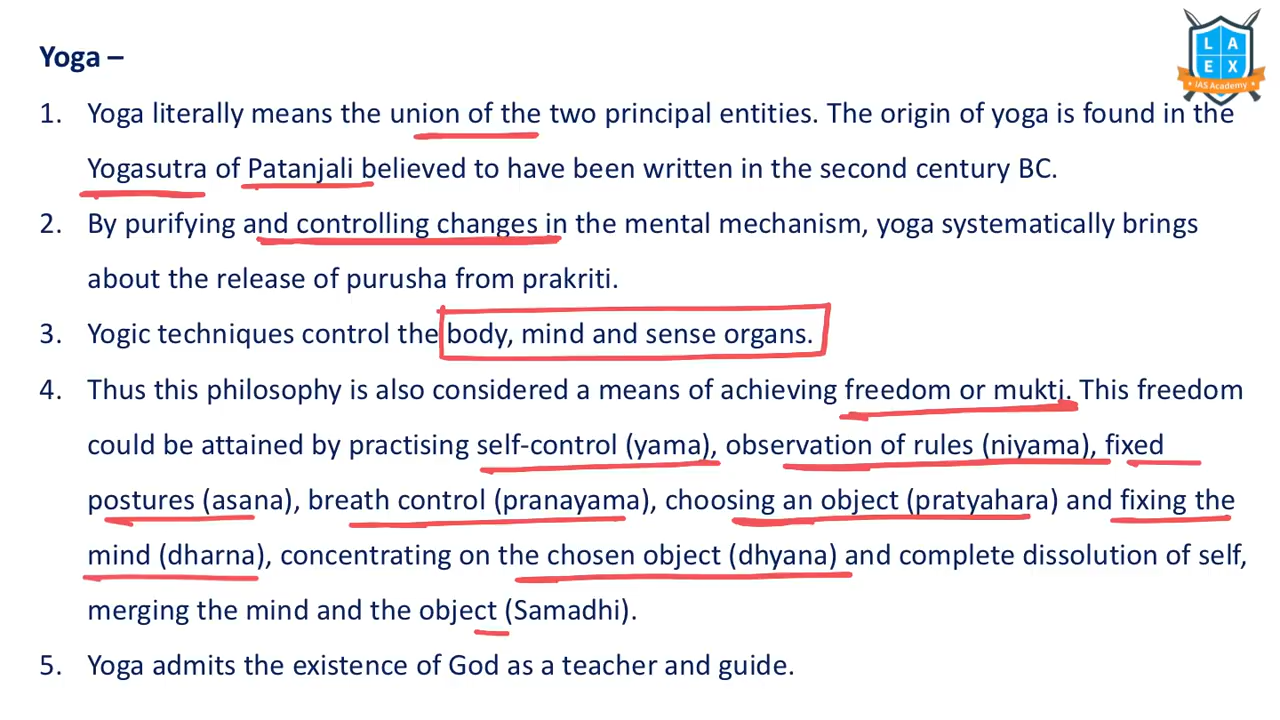 L A
E X
IAS Academy
Yoga –
1. Yoga literally means the union of the two principal entities. The origin of yoga is found in the
Yogasutra of Patanjali believed to have been written in the second century BC.
2. By purifying and controlling changes in the mental mechanism, yoga systematically brings
about the release of purusha from prakriti.
3. Yogic techniques control the body, mind and sense organs.
4. Thus this philosophy is also considered a means of achieving freedom or mukti. This freedom
could be attained by practising self-control (yama), observation of rules (niyama), fixed
postures (asana), breath control (pranayama), choosing an object (pratyahara) and fixing the
mind (dharna), concentrating on the chosen object (dhyana) and complete dissolution of self,
merging the mind and the object (Samadhi).
5. Yoga admits the existence of God as a teacher and guide.